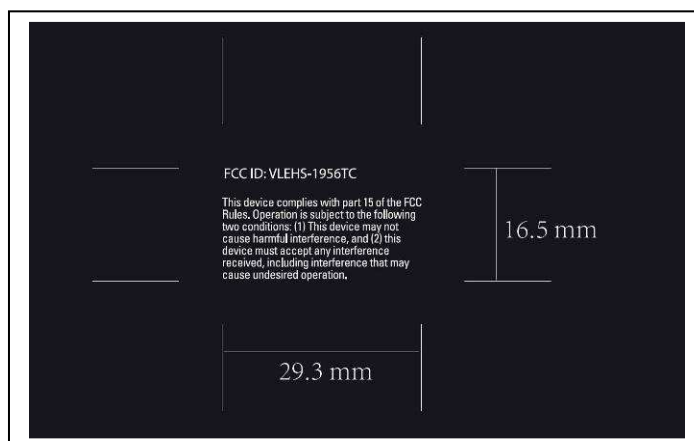 FCC ID: VLEHS-1956TC
This device complies with part 15 of the FCC
Rules. Operation is subject to the following
two conditions: (1) This device may not
cause harmful interference, and (2) this
device must accept any interference
received, including interference that may
cause undesired operation.
16.5 mm
29.3 mm